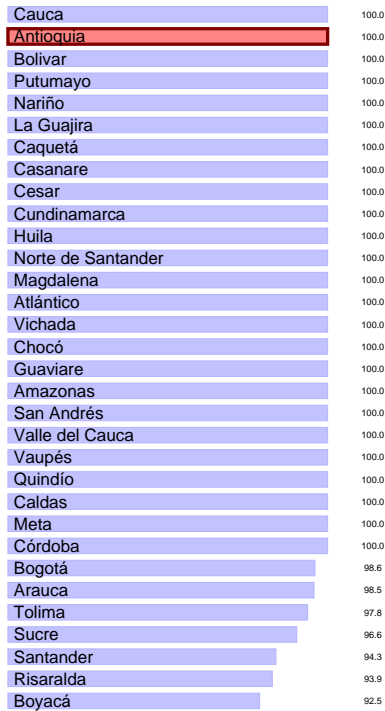 Cauca 100.0
Antioquia 100.0
Bolivar 100.0
Putumayo 100.0
Nariño 100.0
La Guajira 100.0
Caquetá 100.0
Casanare 100.0
Cesar 100.0
Cundinamarca 100.0
Huila 100.0
Norte de Santander 100.0
Magdalena 100.0
Atlántico 100.0
Vichada 100.0
Chocó 100.0
Guaviare 100.0
Amazonas 100.0
San Andrés 100.0
Valle del Cauca 100.0
Vaupés 100.0
Quindío 100.0
Caldas 100.0
Meta 100.0
Córdoba 100.0
Bogotá 98.6
Arauca 98.5
Tolima 97.8
Sucre 96.6
Santander 94.3
Risaralda 93.9
Boyacá 92.5